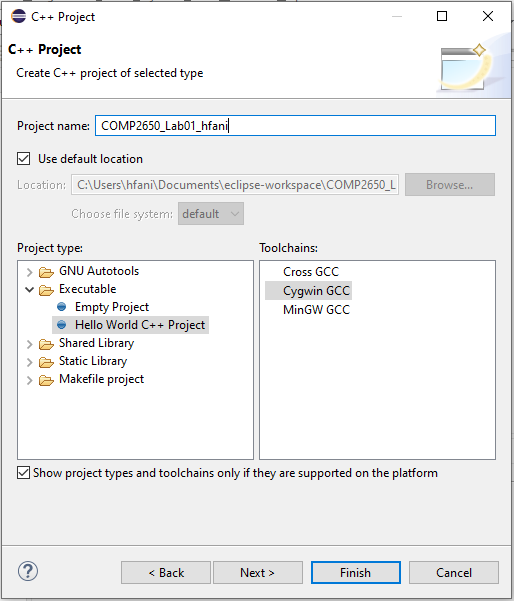 C++ Project
C++ Project
Create C++ project of selected type
Project name: COMP2650_Lab01_hfani
Use default location
Location: C:\Users\hfani\Documents\eclipse-workspace\COMP2650_L Browse...
Choose file system: default
Project type:
GNU Autotools
Executable
Empty Project
Hello World C++ Project
Shared Library
Static Library
Makefile project
Toolchains:
Cross GCC
Cygwin GCC
MinGW GCC
Show project types and toolchains only if they are supported on the platform
? < Back Next > Finish Cancel